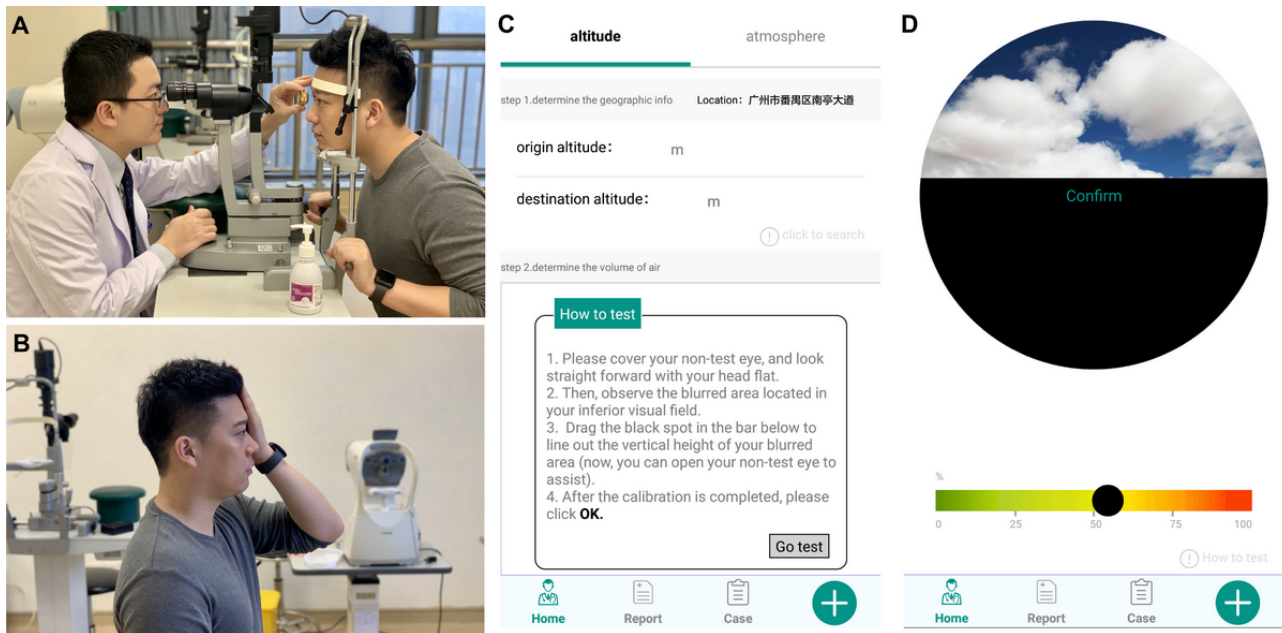 A
B
C
altitude
atmosphere
step 1.determine the geographic info
Location：广州市番禺区南亭大道
origin altitude：
m
destination altitude：
m
click to search
step 2.determine the volume of air
How to test
1. Please cover your non-test eye, and look
straight forward with your head flat.
2. Then, observe the blurred area located in
your inferior visual field.
3. Drag the black spot in the bar below to
line out the vertical height of your blurred
area (now, you can open your non-test eye to
assist).
4. After the calibration is completed, please
click OK.
Go test
Home
Report
Case
D
Confirm
%
0
25
50
75
100
How to test
Home
Report
Case